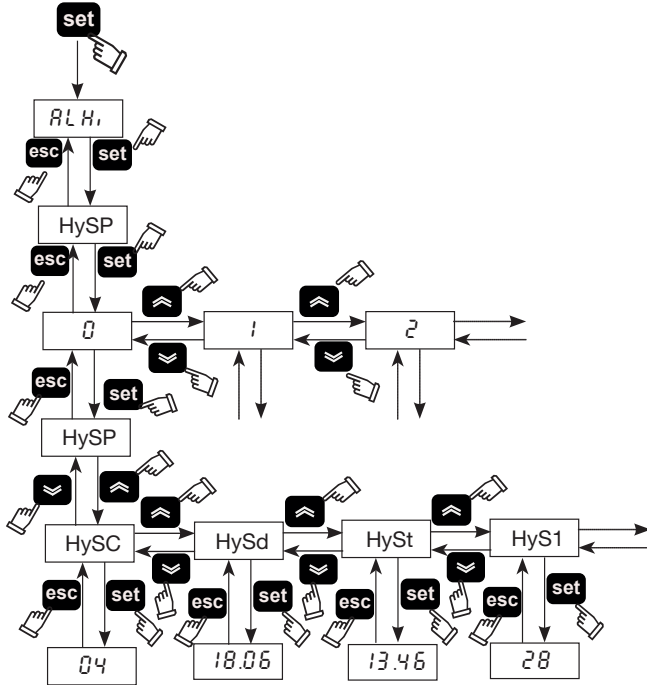 set
ALHi
esc set
HySP
esc set
0 1 2
esc set
HySP
HySC HySd HySt HyS1
esc set esc set esc set esc set
04 18.06 13.46 28